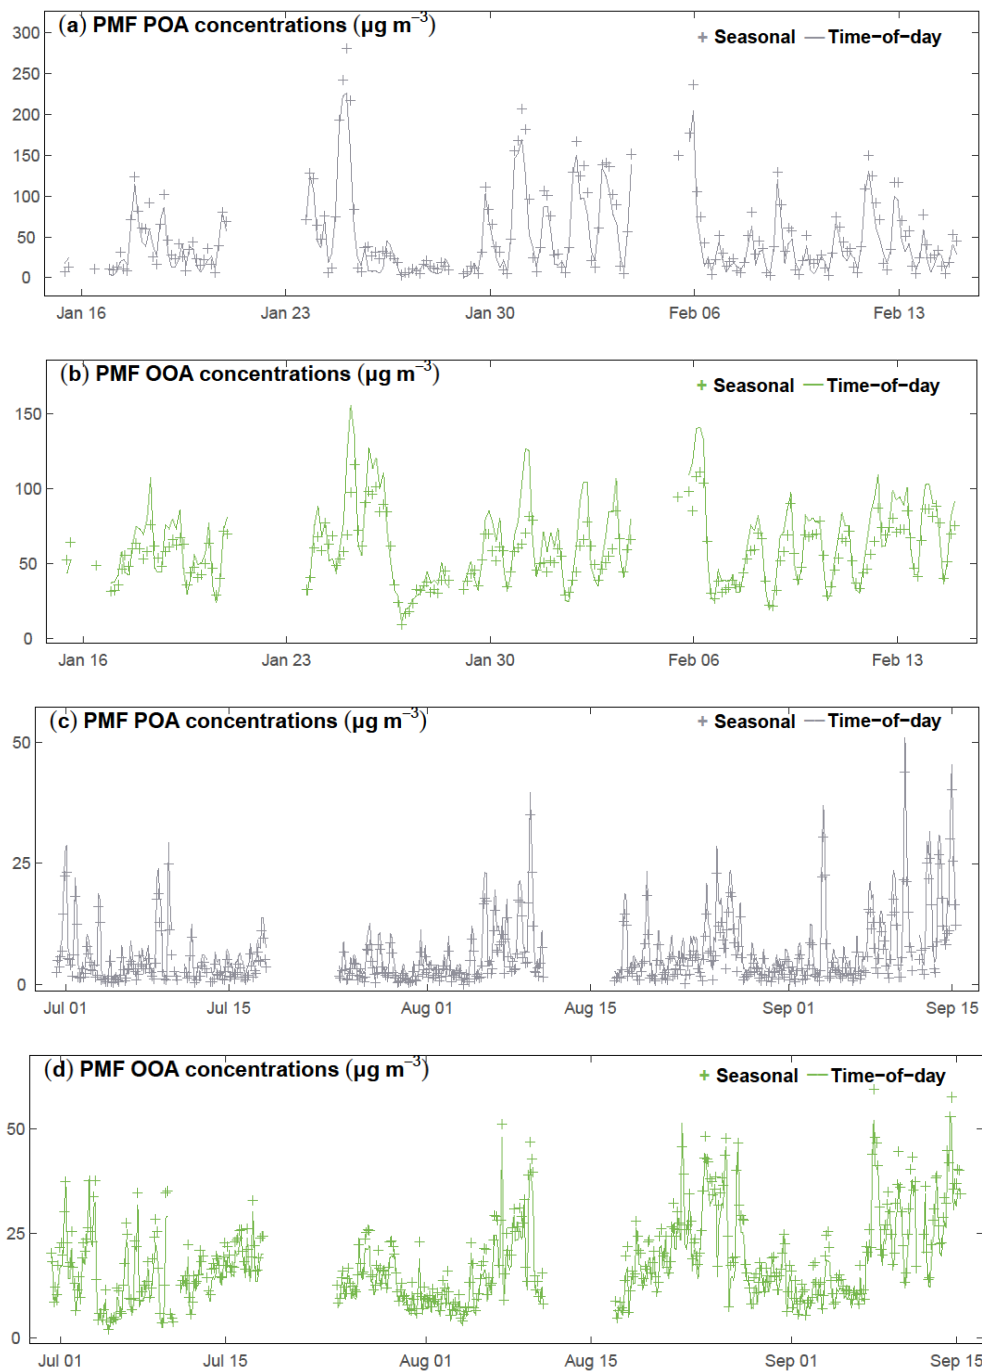 (a) PMF POA concentrations (μg m−3)
+ Seasonal — Time−of−day
300
250
200
150
100
50
0
Jan 16 Jan 23 Jan 30 Feb 06 Feb 13
(b) PMF OOA concentrations (μg m−3)
+ Seasonal — Time−of−day
150
100
50
0
Jan 16 Jan 23 Jan 30 Feb 06 Feb 13
(c) PMF POA concentrations (μg m−3)
+ Seasonal — Time−of−day
50
25
0
Jul 01 Jul 15 Aug 01 Aug 15 Sep 01 Sep 15
(d) PMF OOA concentrations (μg m−3)
+ Seasonal — Time−of−day
50
25
0
Jul 01 Jul 15 Aug 01 Aug 15 Sep 01 Sep 15